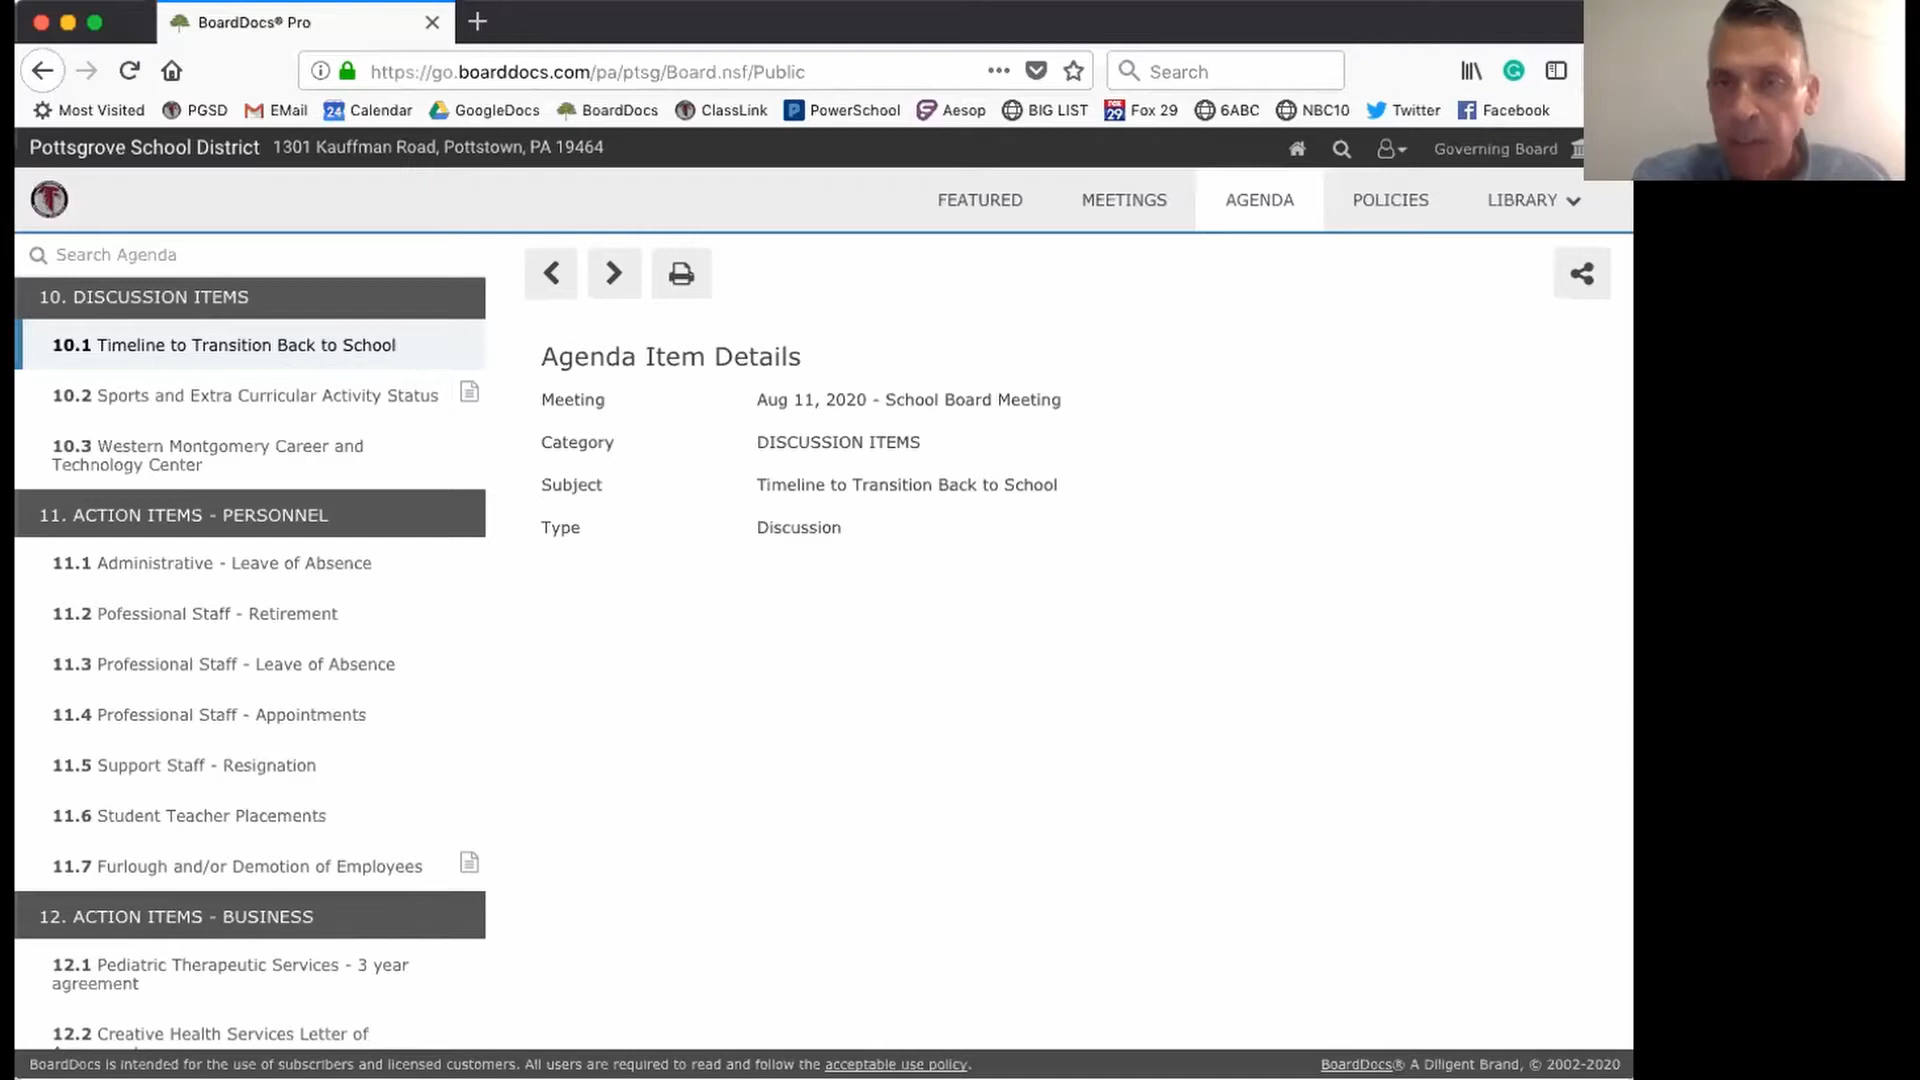 BoardDocs® Pro
https://go.boarddocs.com/pa/ptsg/Board.nsf/Public
Search
Most Visited PGSD EMail 24 Calendar GoogleDocs BoardDocs ClassLink PowerSchool Aesop BIG LIST FOX 29 Fox 29 6ABC NBC10 Twitter Facebook
Pottsgrove School District 1301 Kauffman Road, Pottstown, PA 19464 Governing Board
FEATURED MEETINGS AGENDA POLICIES LIBRARY
Search Agenda
10. DISCUSSION ITEMS
10.1 Timeline to Transition Back to School
10.2 Sports and Extra Curricular Activity Status
10.3 Western Montgomery Career and
Technology Center
11. ACTION ITEMS - PERSONNEL
11.1 Administrative - Leave of Absence
11.2 Pofessional Staff - Retirement
11.3 Professional Staff - Leave of Absence
11.4 Professional Staff - Appointments
11.5 Support Staff - Resignation
11.6 Student Teacher Placements
11.7 Furlough and/or Demotion of Employees
12. ACTION ITEMS - BUSINESS
12.1 Pediatric Therapeutic Services - 3 year
agreement
12.2 Creative Health Services Letter of
Agenda Item Details
Meeting Aug 11, 2020 - School Board Meeting
Category DISCUSSION ITEMS
Subject Timeline to Transition Back to School
Type Discussion
BoardDocs is intended for the use of subscribers and licensed customers. All users are required to read and follow the acceptable use policy.
BoardDocs® A Diligent Brand, © 2002-2020